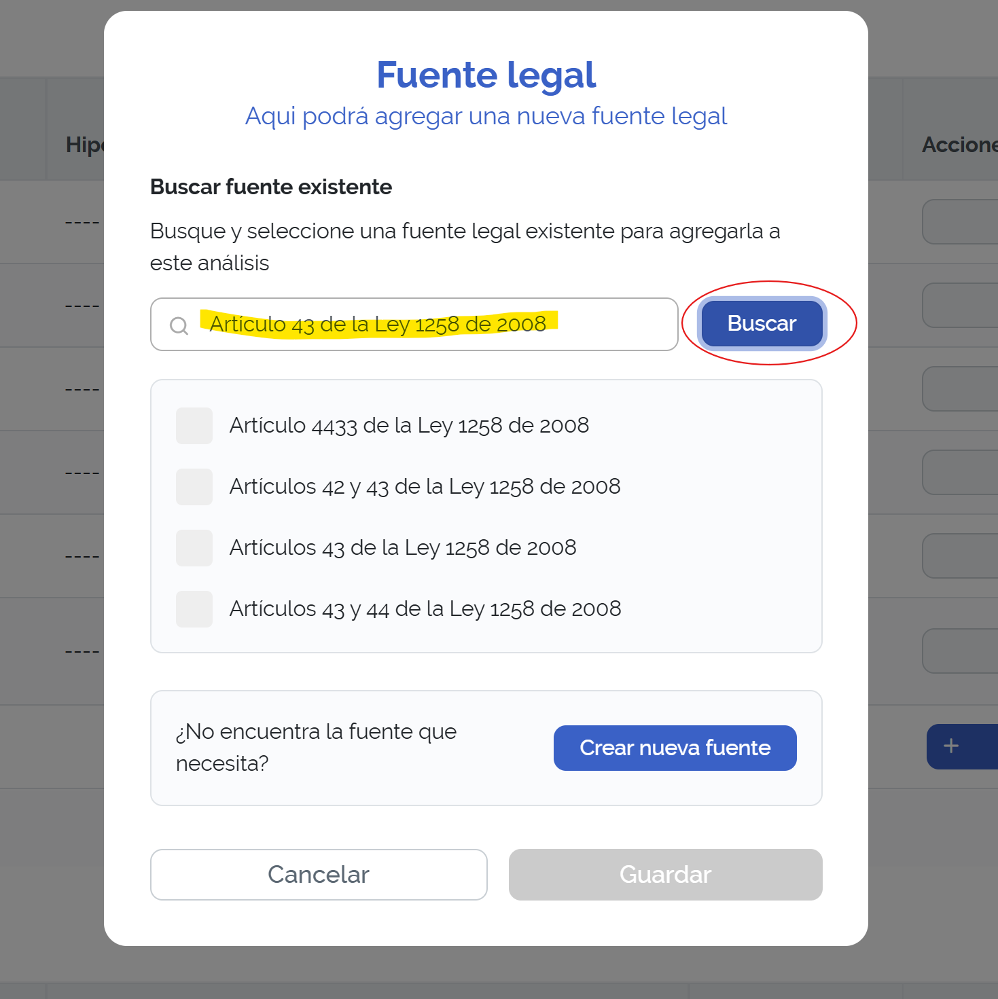 Fuente legal
Aqui podrá agregar una nueva fuente legal
Hip
Accione
Buscar fuente existente
Busque y seleccione una fuente legal existente para agregarla a
este análisis
Artículo 43 de la Ley 1258 de 2008
Buscar
Artículo 4433 de la Ley 1258 de 2008
Artículos 42 y 43 de la Ley 1258 de 2008
Artículos 43 de la Ley 1258 de 2008
Artículos 43 y 44 de la Ley 1258 de 2008
----
----
----
----
----
----
¿No encuentra la fuente que
necesita?
Crear nueva fuente
+
Cancelar
Guardar